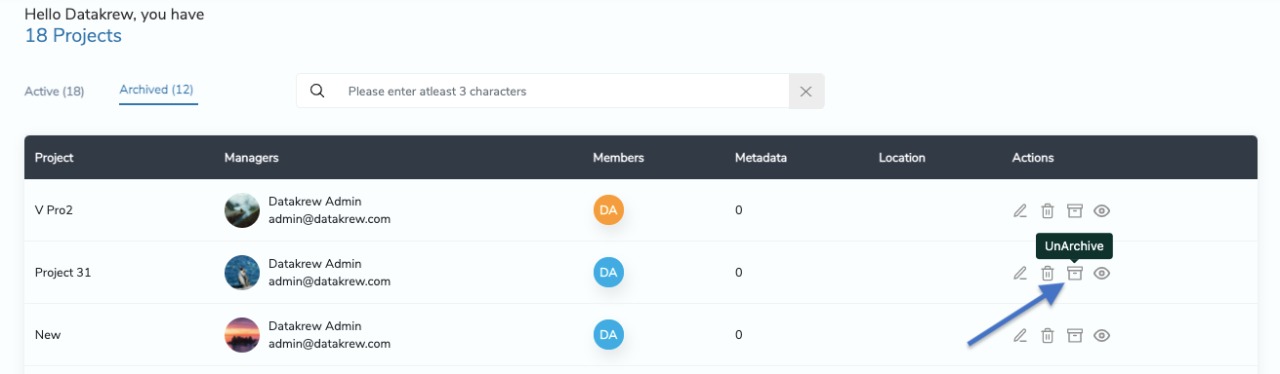 Hello Datakrew, you have
18 Projects
Active (18) Archived (12) Please enter atleast 3 characters
Project Managers Members Metadata Location Actions
V Pro2 Datakrew Admin DA 0
admin@datakrew.com
UnArchive
Project 31 Datakrew Admin DA 0
admin@datakrew.com
New Datakrew Admin DA 0
admin@datakrew.com